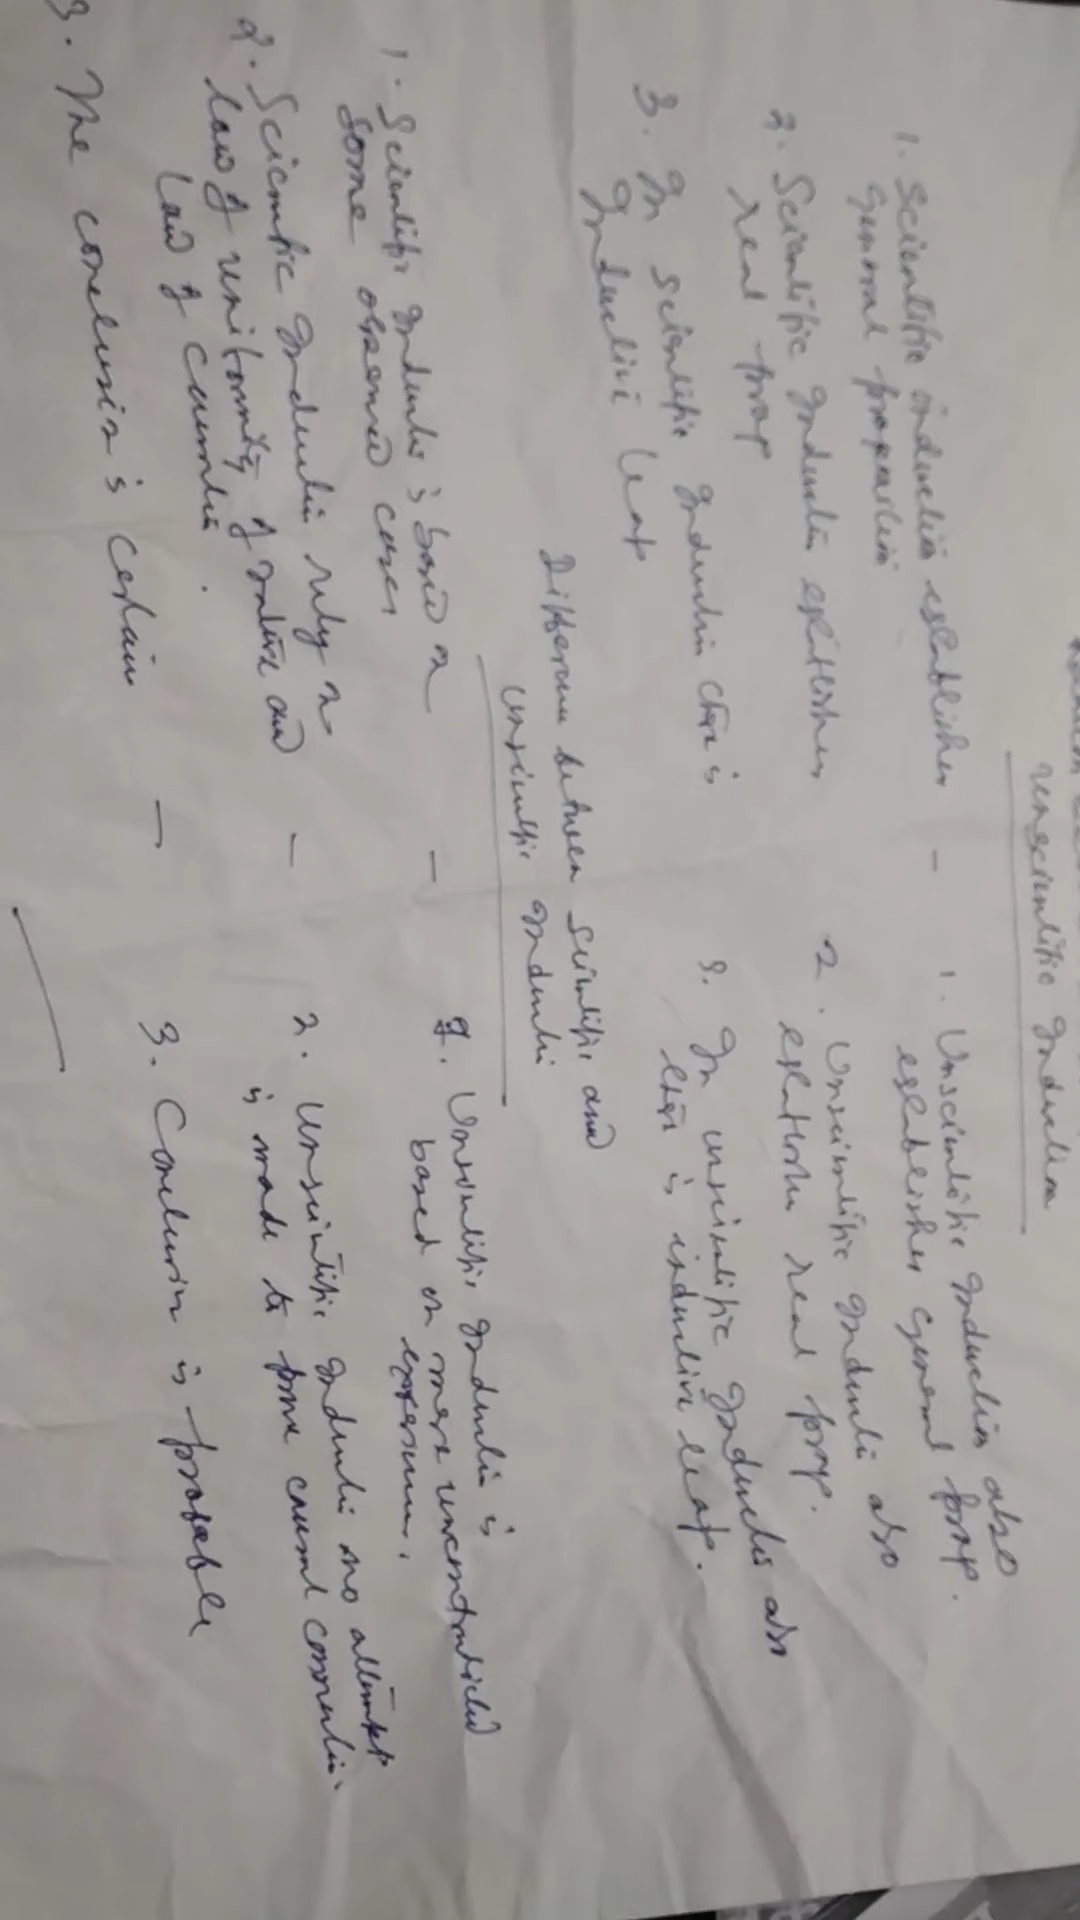 unscientific Induction
1. Scientific induction establishes – 1. Unscientific Induction also
general proposition establishes general prop.
2. Scientific Induction establishes 2. Unscientific Induction also
real prop establish real prop.
3. In scientific Induction there is 3. In unscientific Induction also
Inductive leap there is inductive leap.
Difference between scientific and
unscientific Induction
1. Scientific Induction is based on – 1. Unscientific Induction is
some observed cases based on mere uncontradicted
experience.
2. Scientific Induction rely on – 2. Unscientific Induction no attempt
law of uniformity of nature and is made to prove causal connection.
law of causation.
3. The conclusion is certain – 3. Conclusion is probable